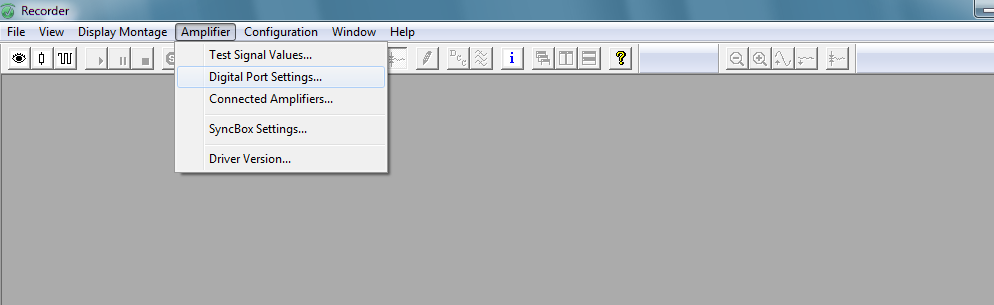 Recorder
File View Display Montage Amplifier Configuration Window Help
Test Signal Values...
Digital Port Settings...
Connected Amplifiers...
SyncBox Settings...
Driver Version...